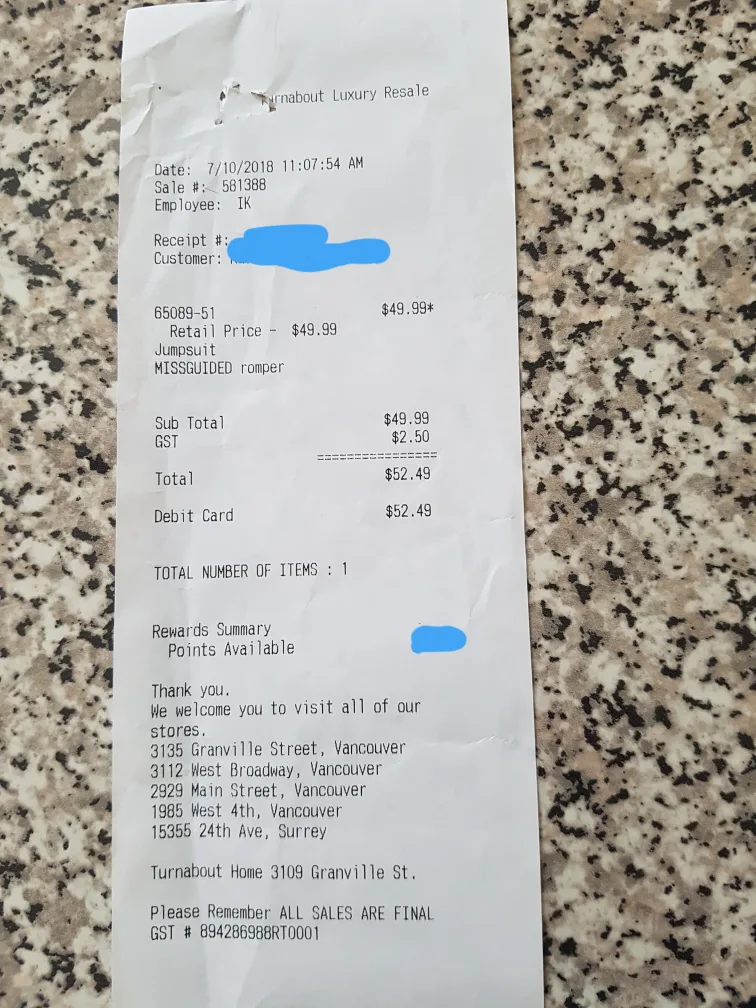 urnabout Luxury Resale
Date: 7/10/2018 11:07:54 AM
Sale #: 581388
Employee: IK
Receipt #:
Customer:
65089-51 $49.99*
Retail Price - $49.99
Jumpsuit
MISSGUIDED romper
Sub Total $49.99
GST $2.50
================
Total $52.49
Debit Card $52.49
TOTAL NUMBER OF ITEMS : 1
Rewards Summary
Points Available
Thank you.
We welcome you to visit all of our
stores.
3135 Granville Street, Vancouver
3112 West Broadway, Vancouver
2929 Main Street, Vancouver
1985 West 4th, Vancouver
15355 24th Ave, Surrey
Turnabout Home 3109 Granville St.
Please Remember ALL SALES ARE FINAL
GST # 894286988RT0001